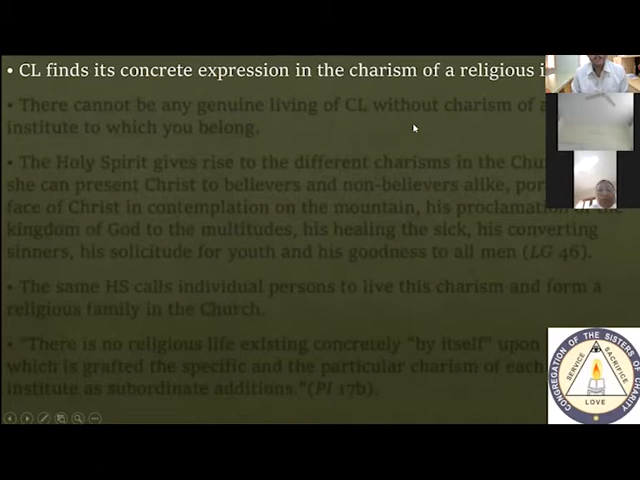 • CL finds its concrete expression in the charism of a religious i
• There cannot be any genuine living of CL without charism of a
institute to which you belong.
• The Holy Spirit gives rise to the different charisms in the Chu
she can present Christ to believers and non-believers alike, por
face of Christ in contemplation on the mountain, his proclamation of the
kingdom of God to the multitudes, his healing the sick, his converting
sinners, his solicitude for youth and his goodness to all men (LG 46).
• The same HS calls individual persons to live this charism and form a
religious family in the Church.
• "There is no religious life existing concretely "by itself" upon
which is grafted the specific and the particular charism of each
institute as subordinate additions."(PI 17b).
CONGREGATION OF THE SISTERS OF CHARITY
SERVICE
SACRIFICE
LOVE